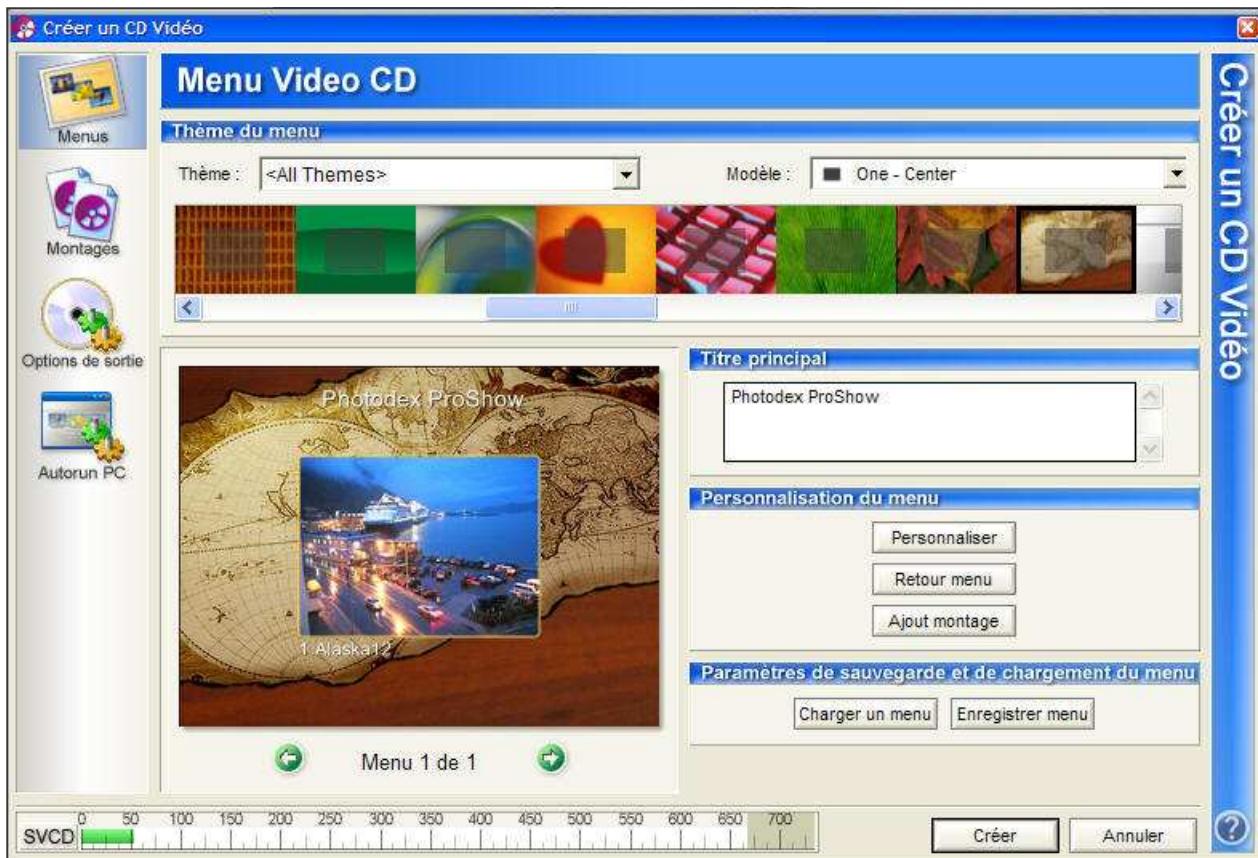 Créer un CD Vidéo
Menus
Montages
Options de sortie
Autorun PC
Menu Video CD
Thème du menu
Thème :
<All Themes>
Modèle :
One - Center
Photodex ProShow
1 Alaska12
Menu 1 de 1
Titre principal
Photodex ProShow
Personnalisation du menu
Personnaliser
Retour menu
Ajout montage
Paramètres de sauvegarde et de chargement du menu
Charger un menu
Enregistrer menu
Créer un CD Vidéo
SVCD
0 50 100 150 200 250 300 350 400 450 500 550 600 650 700
Créer
Annuler
?